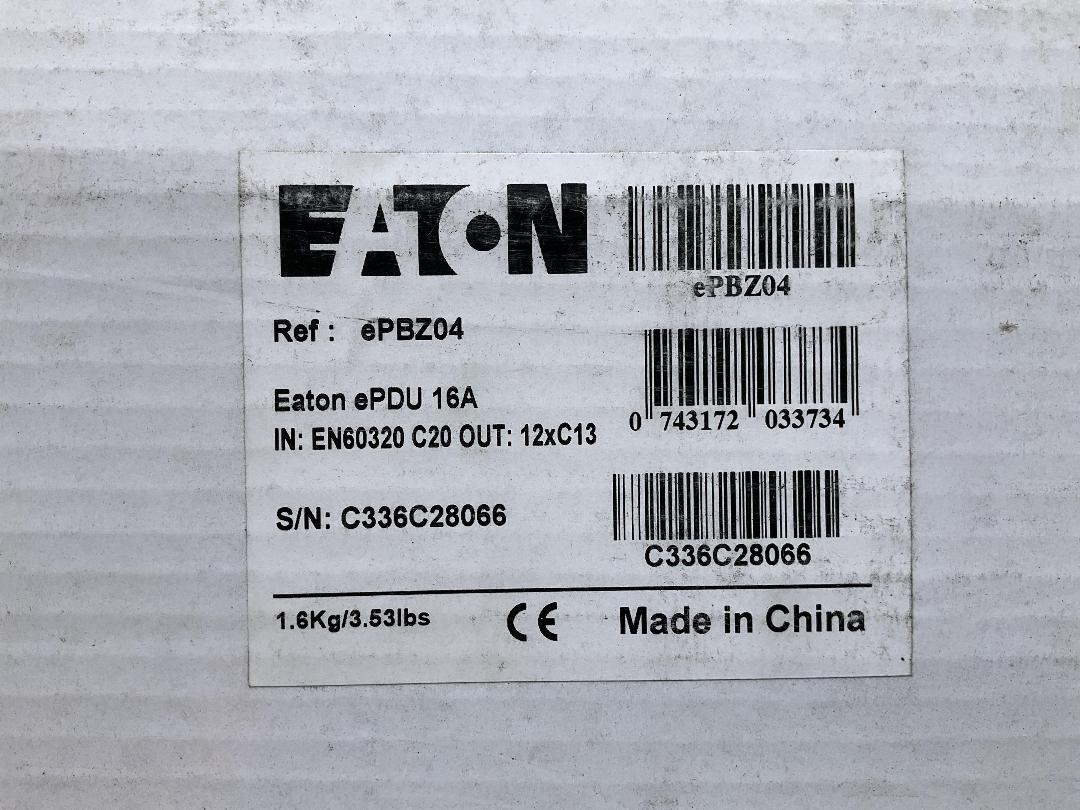 EATON
ePBZ04
Ref : ePBZ04
0 743172 033734
Eaton ePDU 16A
IN: EN60320 C20 OUT: 12xC13
S/N: C336C28066
C336C28066
1.6Kg/3.53lbs
CE
Made in China